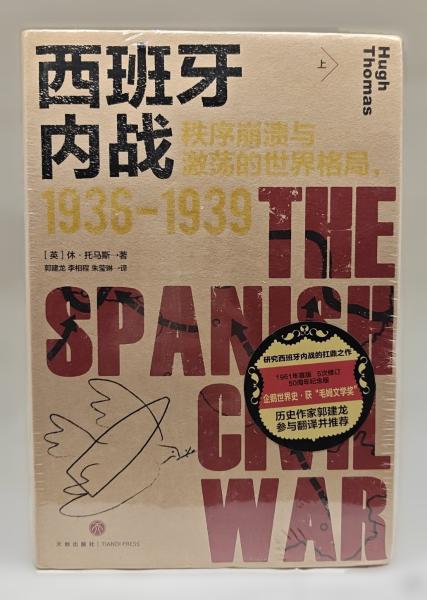 西班牙
内战
上
Hugh
Thomas
秩序崩溃与
激荡的世界格局，
1936-1939
[英] 休·托马斯→著
郭建龙 李相程 朱莹琳→译
THE
SPANISH
CIVIL
WAR
研究西班牙内战的扛鼎之作
1961年首版 5次修订
50周年纪念版
企鹅世界史·获“毛姆文学奖”
历史作家郭建龙
参与翻译并推荐
天地出版社 | TIANDI PRESS